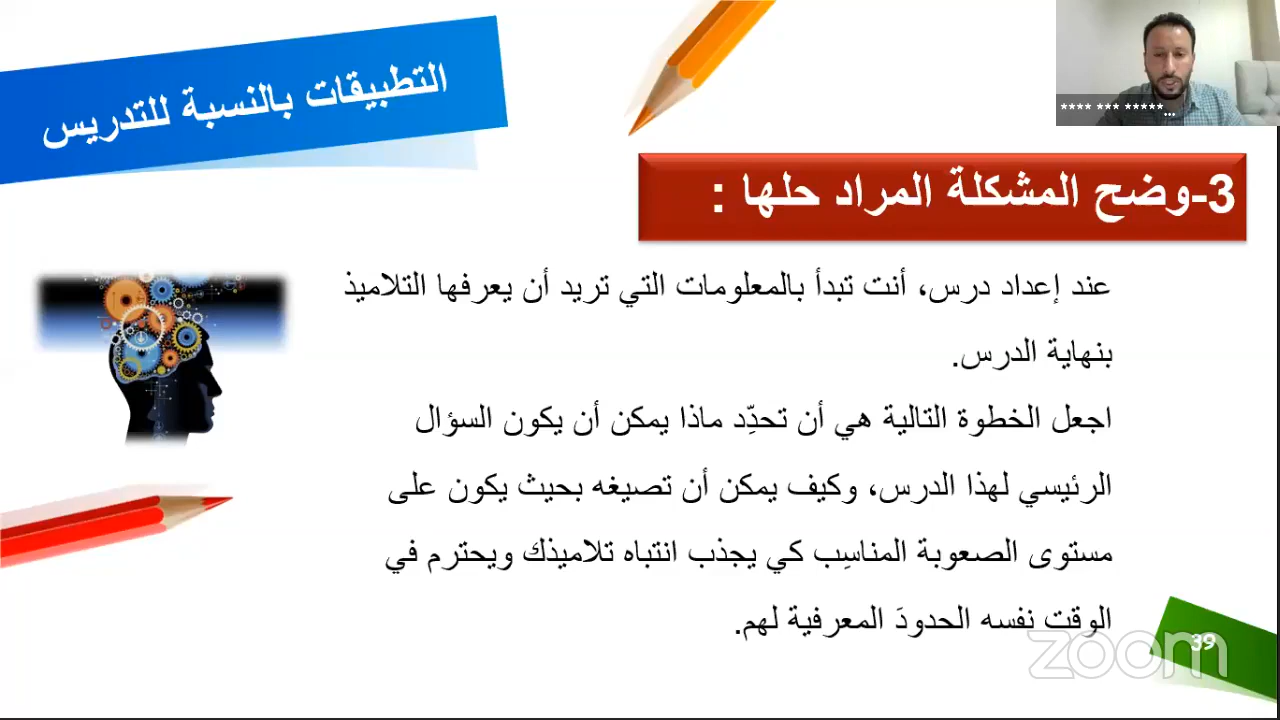 التطبيقات بالنسبة للتدريس
**** *** *****...
3-وضح المشكلة المراد حلها :
عند إعداد درس، أنت تبدأ بالمعلومات التي تريد أن يعرفها التلاميذ
بنهاية الدرس.
اجعل الخطوة التالية هي أن تحدِّد ماذا يمكن أن يكون السؤال
الرئيسي لهذا الدرس، وكيف يمكن أن تصيغه بحيث يكون على
مستوى الصعوبة المناسِب كي يجذب انتباه تلاميذك ويحترم في
الوقت نفسه الحدودَ المعرفية لهم.
39
zoom